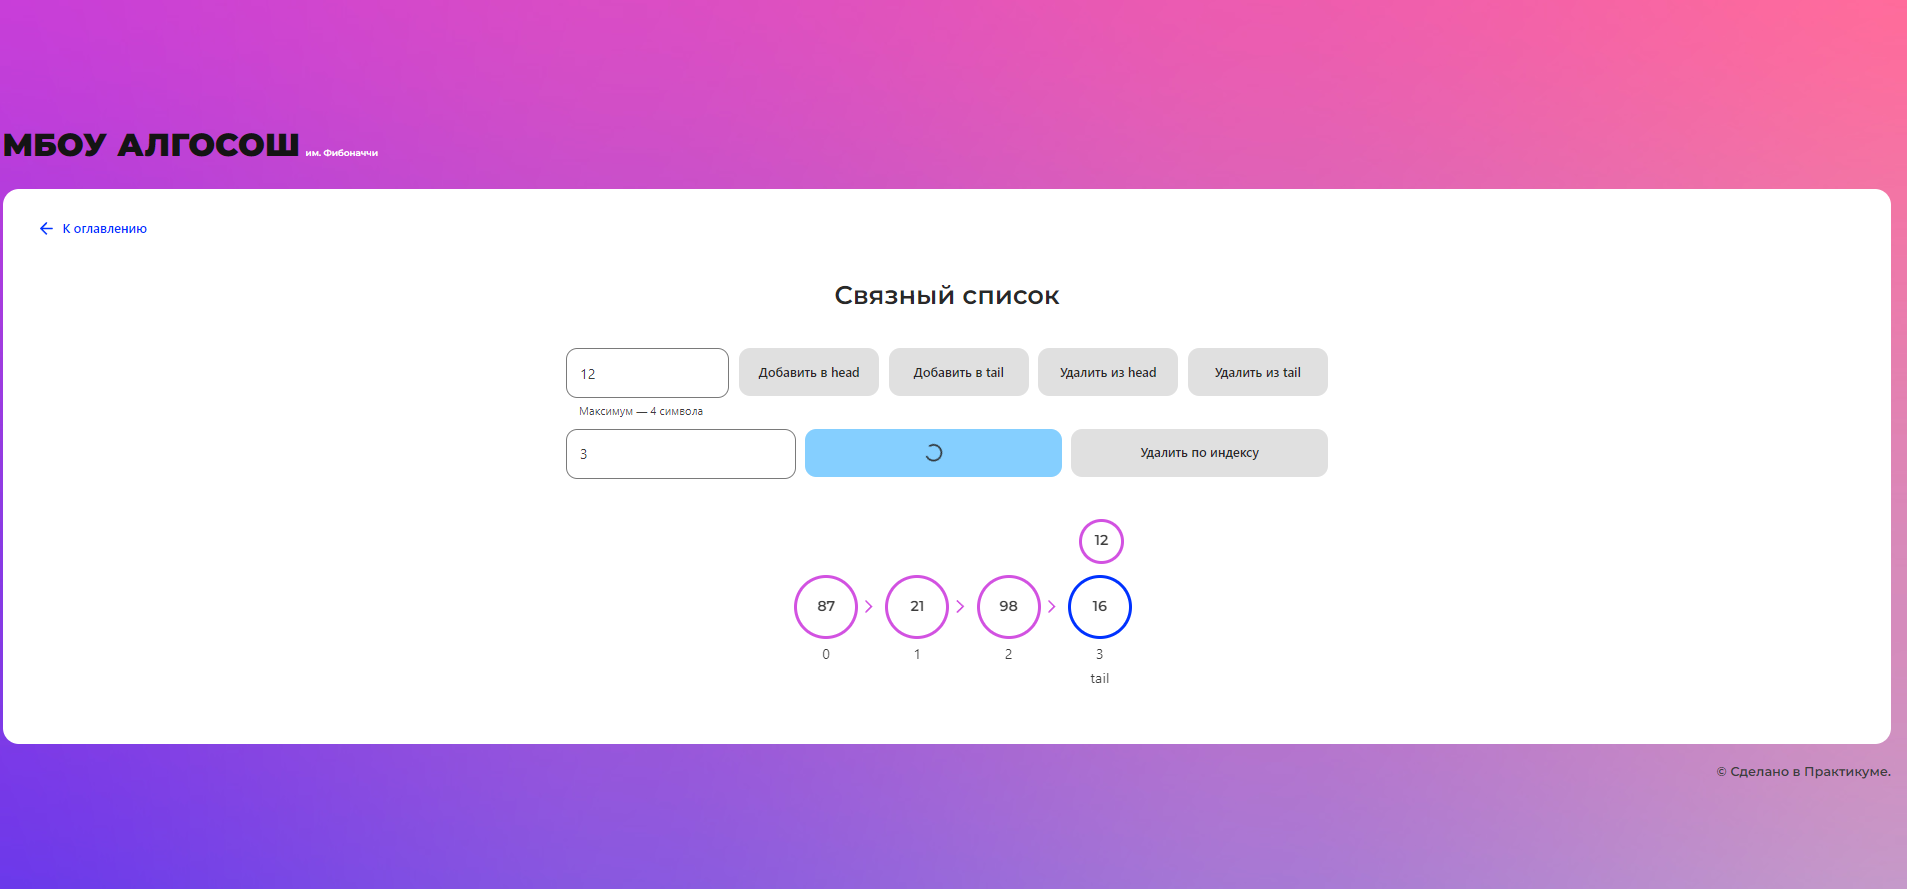 МБОУ АЛГОСОШ им. Фибоначчи
К оглавлению
Связный список
12
Добавить в head
Добавить в tail
Удалить из head
Удалить из tail
Максимум — 4 символа
3
Удалить по индексу
12
87
21
98
16
0
1
2
3
tail
© Сделано в Практикуме.